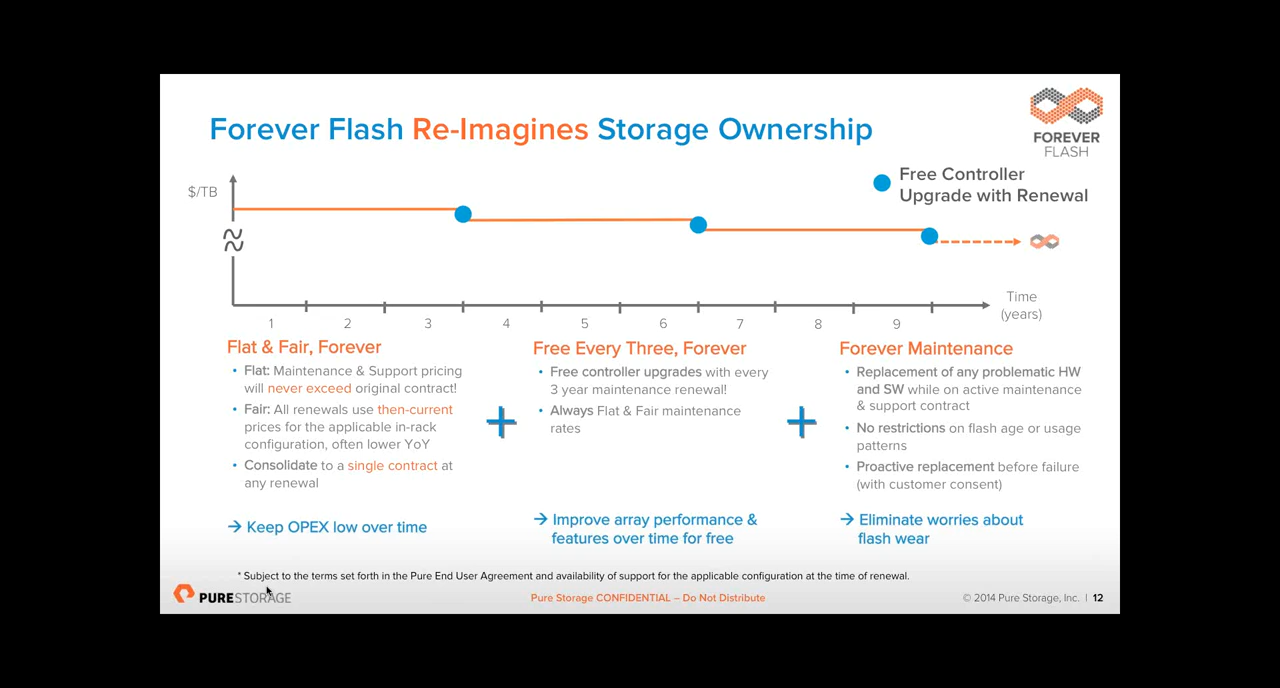 Forever Flash Re-Imagines Storage Ownership
FOREVER
FLASH
Free Controller
Upgrade with Renewal
$/TB
Time
(years)
1 2 3 4 5 6 7 8 9
Flat & Fair, Forever
• Flat: Maintenance & Support pricing
will never exceed original contract!
• Fair: All renewals use then-current
prices for the applicable in-rack
configuration, often lower YoY
• Consolidate to a single contract at
any renewal
→ Keep OPEX low over time
+
Free Every Three, Forever
• Free controller upgrades with every
3 year maintenance renewal!
• Always Flat & Fair maintenance
rates
→ Improve array performance &
features over time for free
+
Forever Maintenance
• Replacement of any problematic HW
and SW while on active maintenance
& support contract
• No restrictions on flash age or usage
patterns
• Proactive replacement before failure
(with customer consent)
→ Eliminate worries about
flash wear
* Subject to the terms set forth in the Pure End User Agreement and availability of support for the applicable configuration at the time of renewal.
PURESTORAGE
Pure Storage CONFIDENTIAL – Do Not Distribute
© 2014 Pure Storage, Inc. | 12